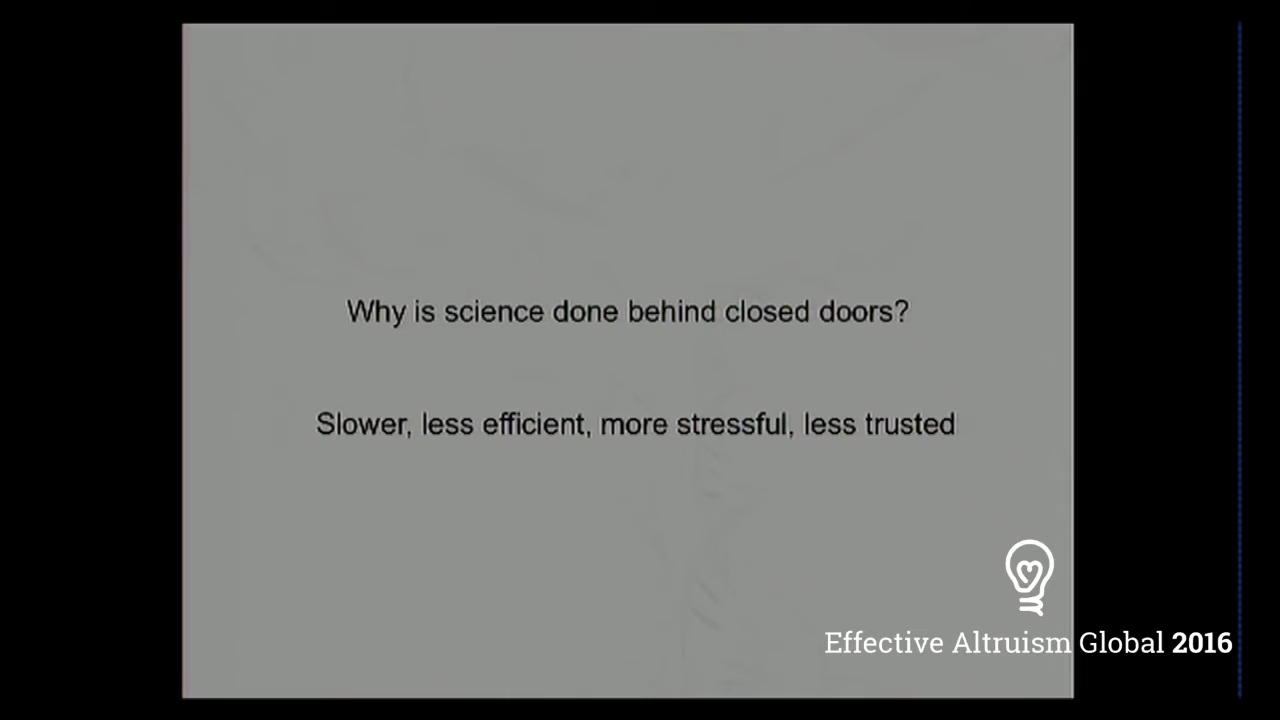 Why is science done behind closed doors?
Slower, less efficient, more stressful, less trusted
Effective Altruism Global 2016